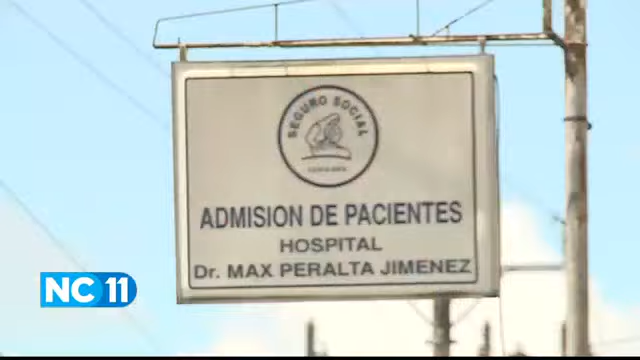 SEGURO SOCIAL
ADMISION DE PACIENTES
HOSPITAL
Dr. MAX PERALTA JIMENEZ
NC 11